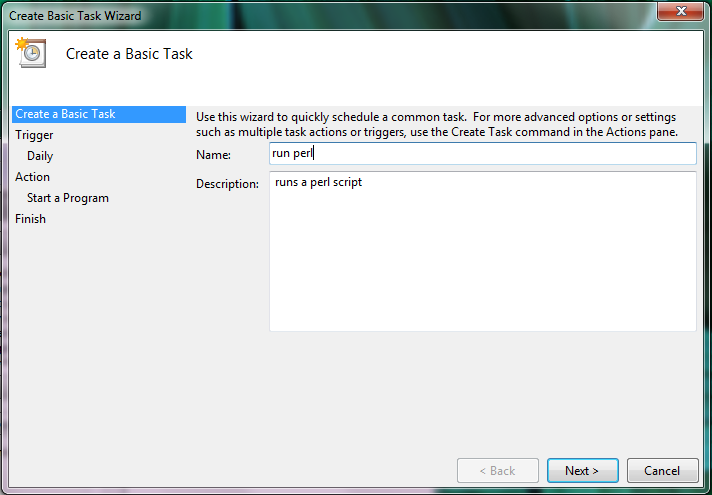 Create Basic Task Wizard
Create a Basic Task
Create a Basic Task
Trigger
Daily
Action
Start a Program
Finish
Use this wizard to quickly schedule a common task.  For more advanced options or settings
such as multiple task actions or triggers, use the Create Task command in the Actions pane.
Name: run perl
Description: runs a perl script
< Back Next > Cancel